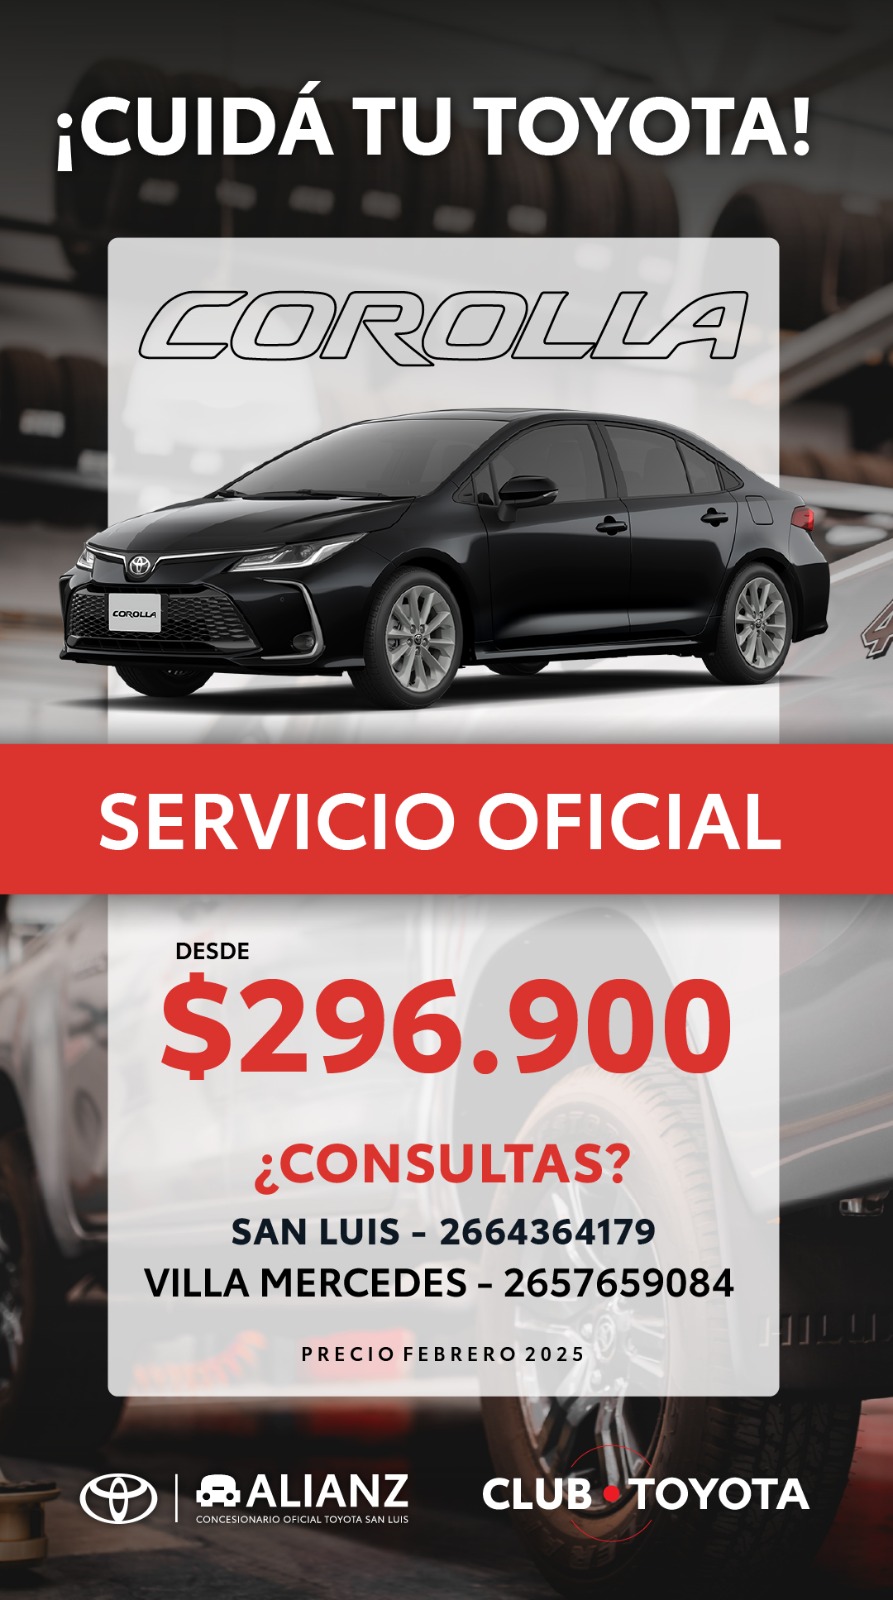 ¡CUIDÁ TU TOYOTA!
COROLLA
COROLLA
SERVICIO OFICIAL
DESDE
$296.900
¿CONSULTAS?
SAN LUIS - 2664364179
VILLA MERCEDES - 2657659084
PRECIO FEBRERO 2025
ALIANZ
CONCESIONARIO OFICIAL TOYOTA SAN LUIS
CLUB TOYOTA